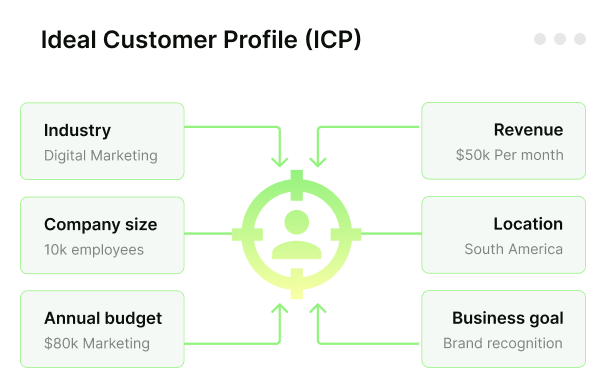 Ideal Customer Profile (ICP)
Industry
Digital Marketing
Revenue
$50k Per month
Company size
10k employees
Location
South America
Annual budget
$80k Marketing
Business goal
Brand recognition